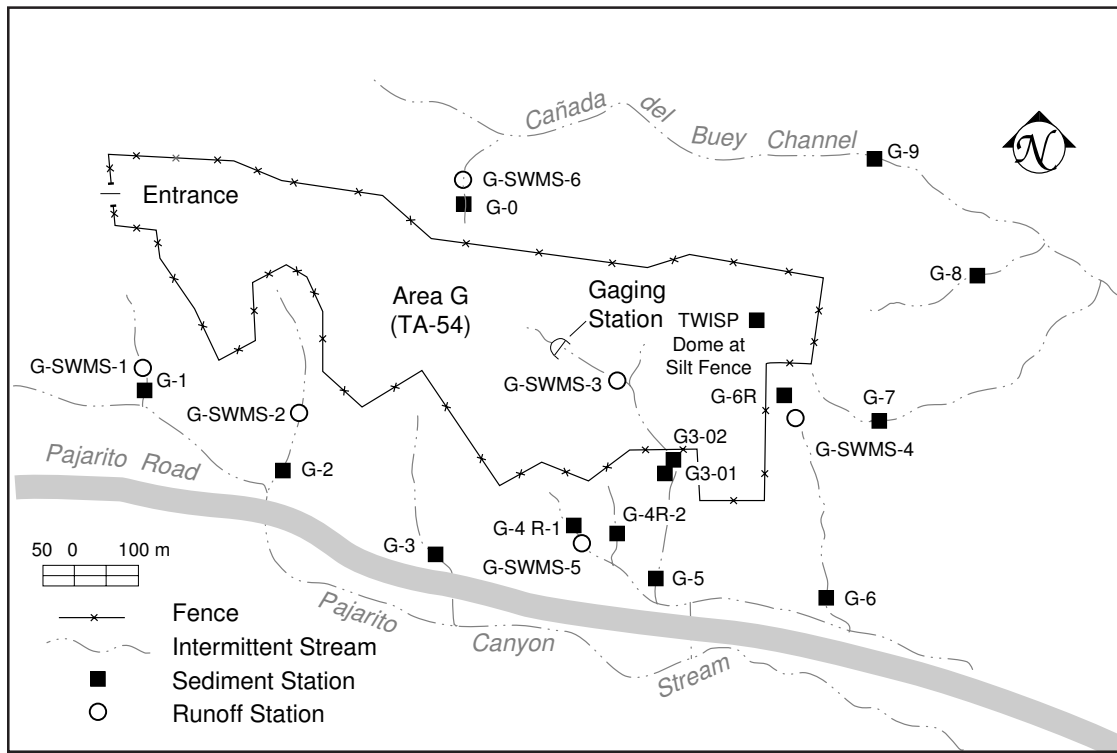 Cañada del Buey Channel
G-9
N
G-SWMS-6
Entrance
G-0
G-8
Area G
(TA-54)
Gaging
Station
TWISP
Dome at
Silt Fence
G-SWMS-1
G-1
G-SWMS-3
G-6R
G-7
G-SWMS-2
G-SWMS-4
G3-02
G3-01
Pajarito Road
G-2
G-4 R-1
G-4R-2
G-3
G-SWMS-5
G-5
G-6
50 0 100 m
Fence
Pajarito Canyon Stream
Intermittent Stream
Sediment Station
Runoff Station